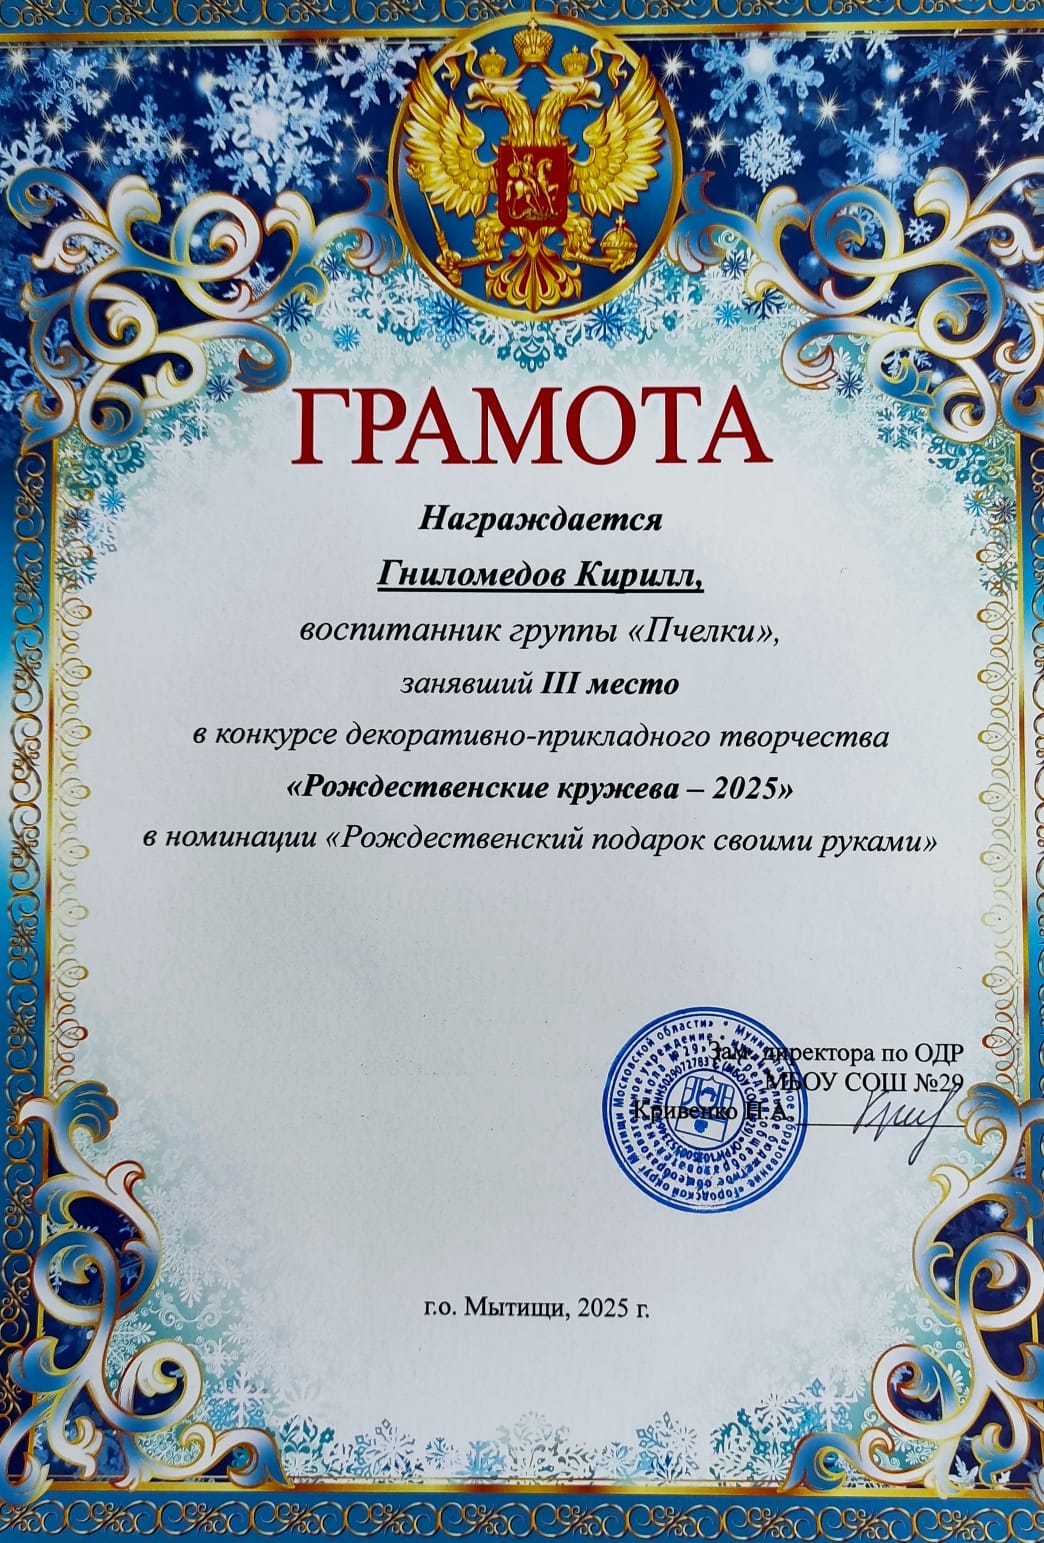 ГРАМОТА
Награждается
Гниломедов Кирилл,
воспитанник группы «Пчелки»,
занявший III место
в конкурсе декоративно-прикладного творчества
«Рождественские кружева – 2025»
в номинации «Рождественский подарок своими руками»
Зам. директора по ОДР
МБОУ СОШ №29
Кривенко Н.А.
г.о. Мытищи, 2025 г.